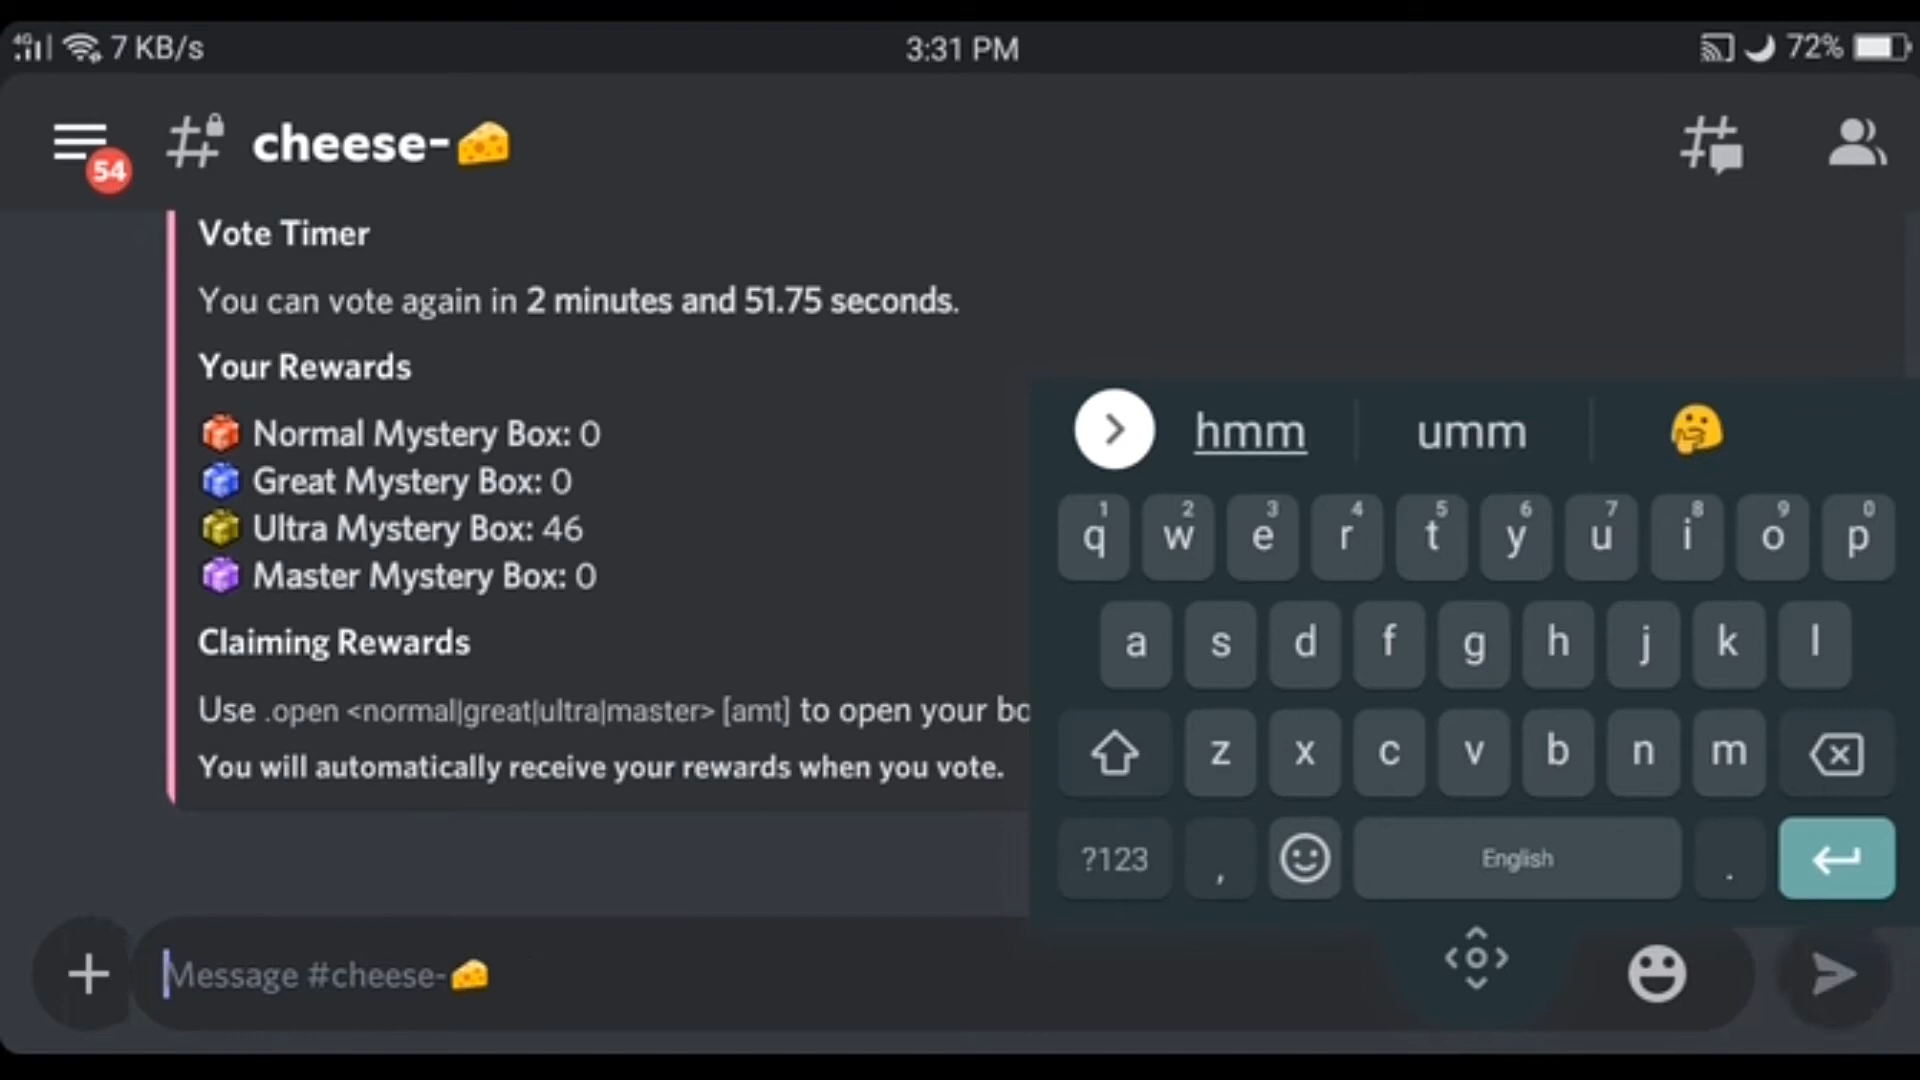 4G 7 KB/s 3:31 PM 72%
54 cheese-🧀
Vote Timer
You can vote again in 2 minutes and 51.75 seconds.
Your Rewards
Normal Mystery Box: 0
Great Mystery Box: 0
Ultra Mystery Box: 46
Master Mystery Box: 0
Claiming Rewards
Use .open <normal|great|ultra|master> [amt] to open your bo
You will automatically receive your rewards when you vote.
hmm umm 🤔
1 2 3 4 5 6 7 8 9 0
q w e r t y u i o p
a s d f g h j k l
z x c v b n m
?123 , English .
Message #cheese-🧀